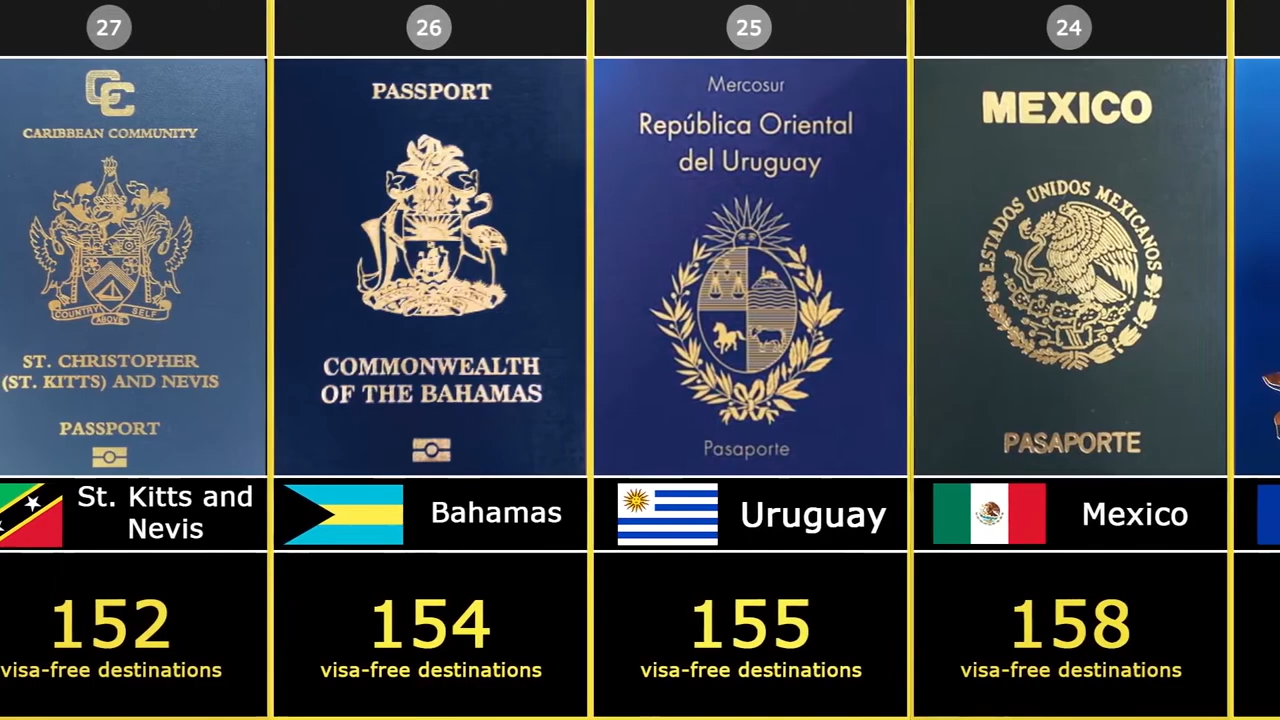 27
CC
CARIBBEAN COMMUNITY
COUNTRY ABOVE SELF
ST. CHRISTOPHER
(ST. KITTS) AND NEVIS
PASSPORT
St. Kitts and
Nevis
152
visa-free destinations
26
PASSPORT
COMMONWEALTH
OF THE BAHAMAS
Bahamas
154
visa-free destinations
25
Mercosur
República Oriental
del Uruguay
Pasaporte
Uruguay
155
visa-free destinations
24
MEXICO
ESTADOS UNIDOS MEXICANOS
PASAPORTE
Mexico
158
visa-free destinations